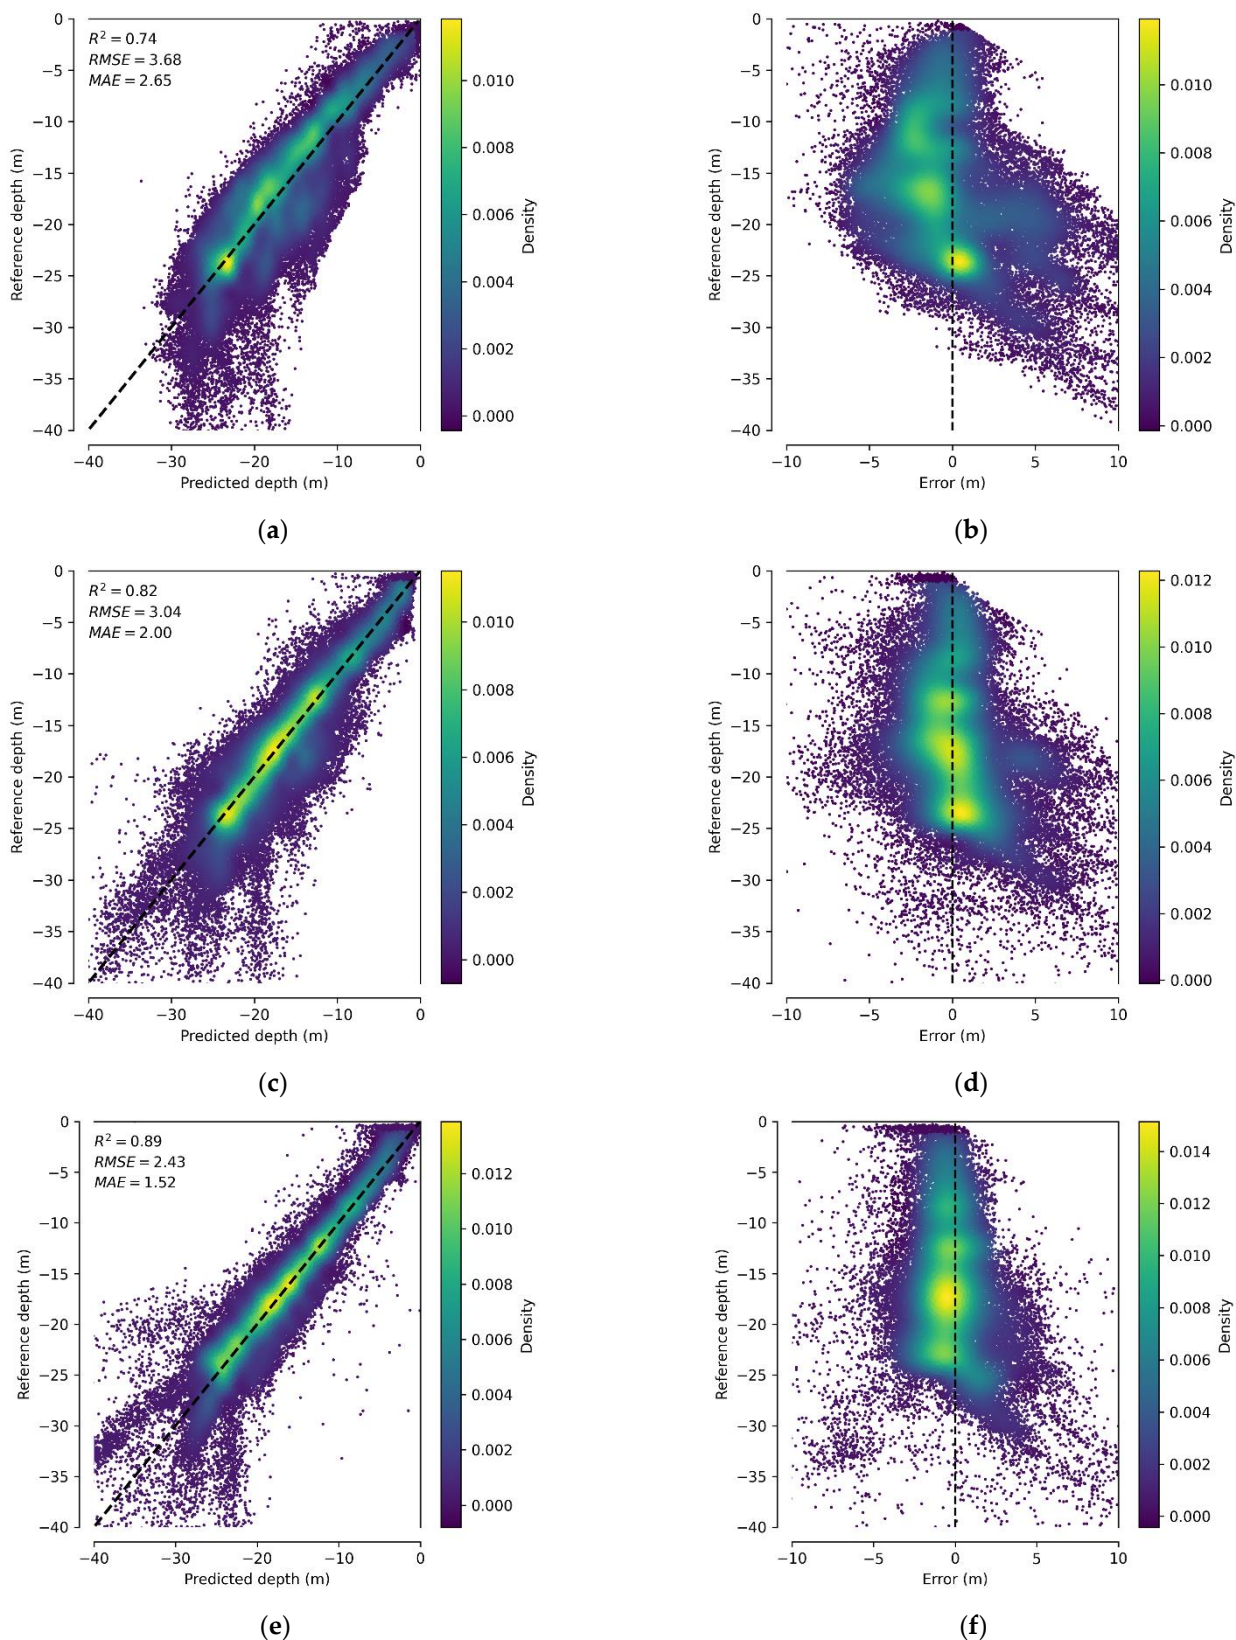 R² = 0.74
RMSE = 3.68
MAE = 2.65
0
−5
−10
−15
−20
−25
−30
−35
−40
Reference depth (m)
−40 −30 −20 −10 0
Predicted depth (m)
0.010
0.008
0.006
0.004
0.002
0.000
Density
(a)
0
−5
−10
−15
−20
−25
−30
−35
−40
Reference depth (m)
−10 −5 0 5 10
Error (m)
0.010
0.008
0.006
0.004
0.002
0.000
Density
(b)
R² = 0.82
RMSE = 3.04
MAE = 2.00
0
−5
−10
−15
−20
−25
−30
−35
−40
Reference depth (m)
−40 −30 −20 −10 0
Predicted depth (m)
0.010
0.008
0.006
0.004
0.002
0.000
Density
(c)
0
−5
−10
−15
−20
−25
−30
−35
−40
Reference depth (m)
−10 −5 0 5 10
Error (m)
0.012
0.010
0.008
0.006
0.004
0.002
0.000
Density
(d)
R² = 0.89
RMSE = 2.43
MAE = 1.52
0
−5
−10
−15
−20
−25
−30
−35
−40
Reference depth (m)
−40 −30 −20 −10 0
Predicted depth (m)
0.012
0.010
0.008
0.006
0.004
0.002
0.000
Density
(e)
0
−5
−10
−15
−20
−25
−30
−35
−40
Reference depth (m)
−10 −5 0 5 10
Error (m)
0.014
0.012
0.010
0.008
0.006
0.004
0.002
0.000
Density
(f)